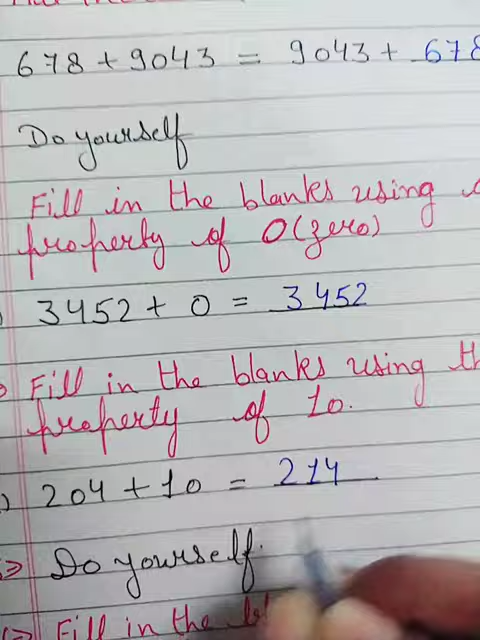 678 + 9043 = 9043 + 678
Do yourself
Fill in the blanks using
property of 0 (zero)
3452 + 0 = 3452
Fill in the blanks using th
property of 10.
204 + 10 = 214
Do yourself.
Fill in the